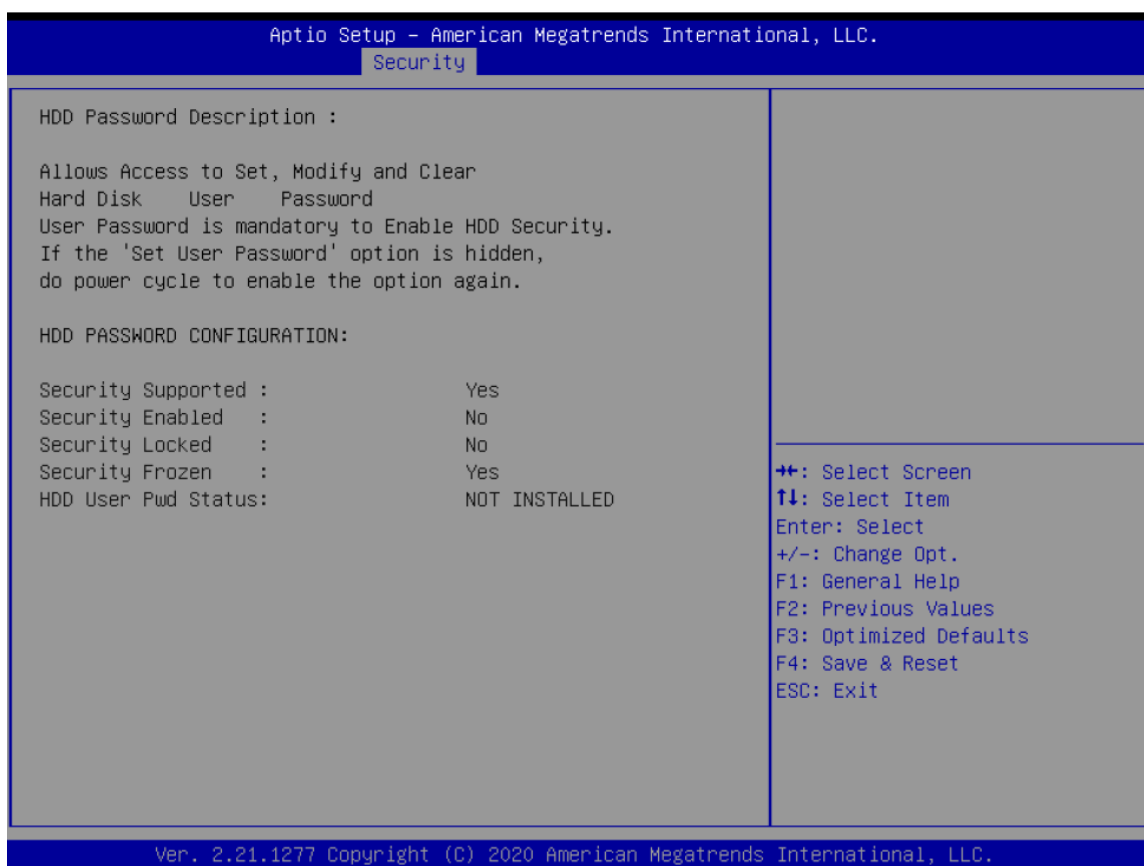 Aptio Setup – American Megatrends International, LLC.
Security
HDD Password Description :
Allows Access to Set, Modify and Clear
Hard Disk User Password
User Password is mandatory to Enable HDD Security.
If the 'Set User Password' option is hidden,
do power cycle to enable the option again.
HDD PASSWORD CONFIGURATION:
Security Supported : Yes
Security Enabled : No
Security Locked : No
Security Frozen : Yes
HDD User Pwd Status: NOT INSTALLED
→←: Select Screen
↑↓: Select Item
Enter: Select
+/-: Change Opt.
F1: General Help
F2: Previous Values
F3: Optimized Defaults
F4: Save & Reset
ESC: Exit
Ver. 2.21.1277 Copyright (C) 2020 American Megatrends International, LLC.